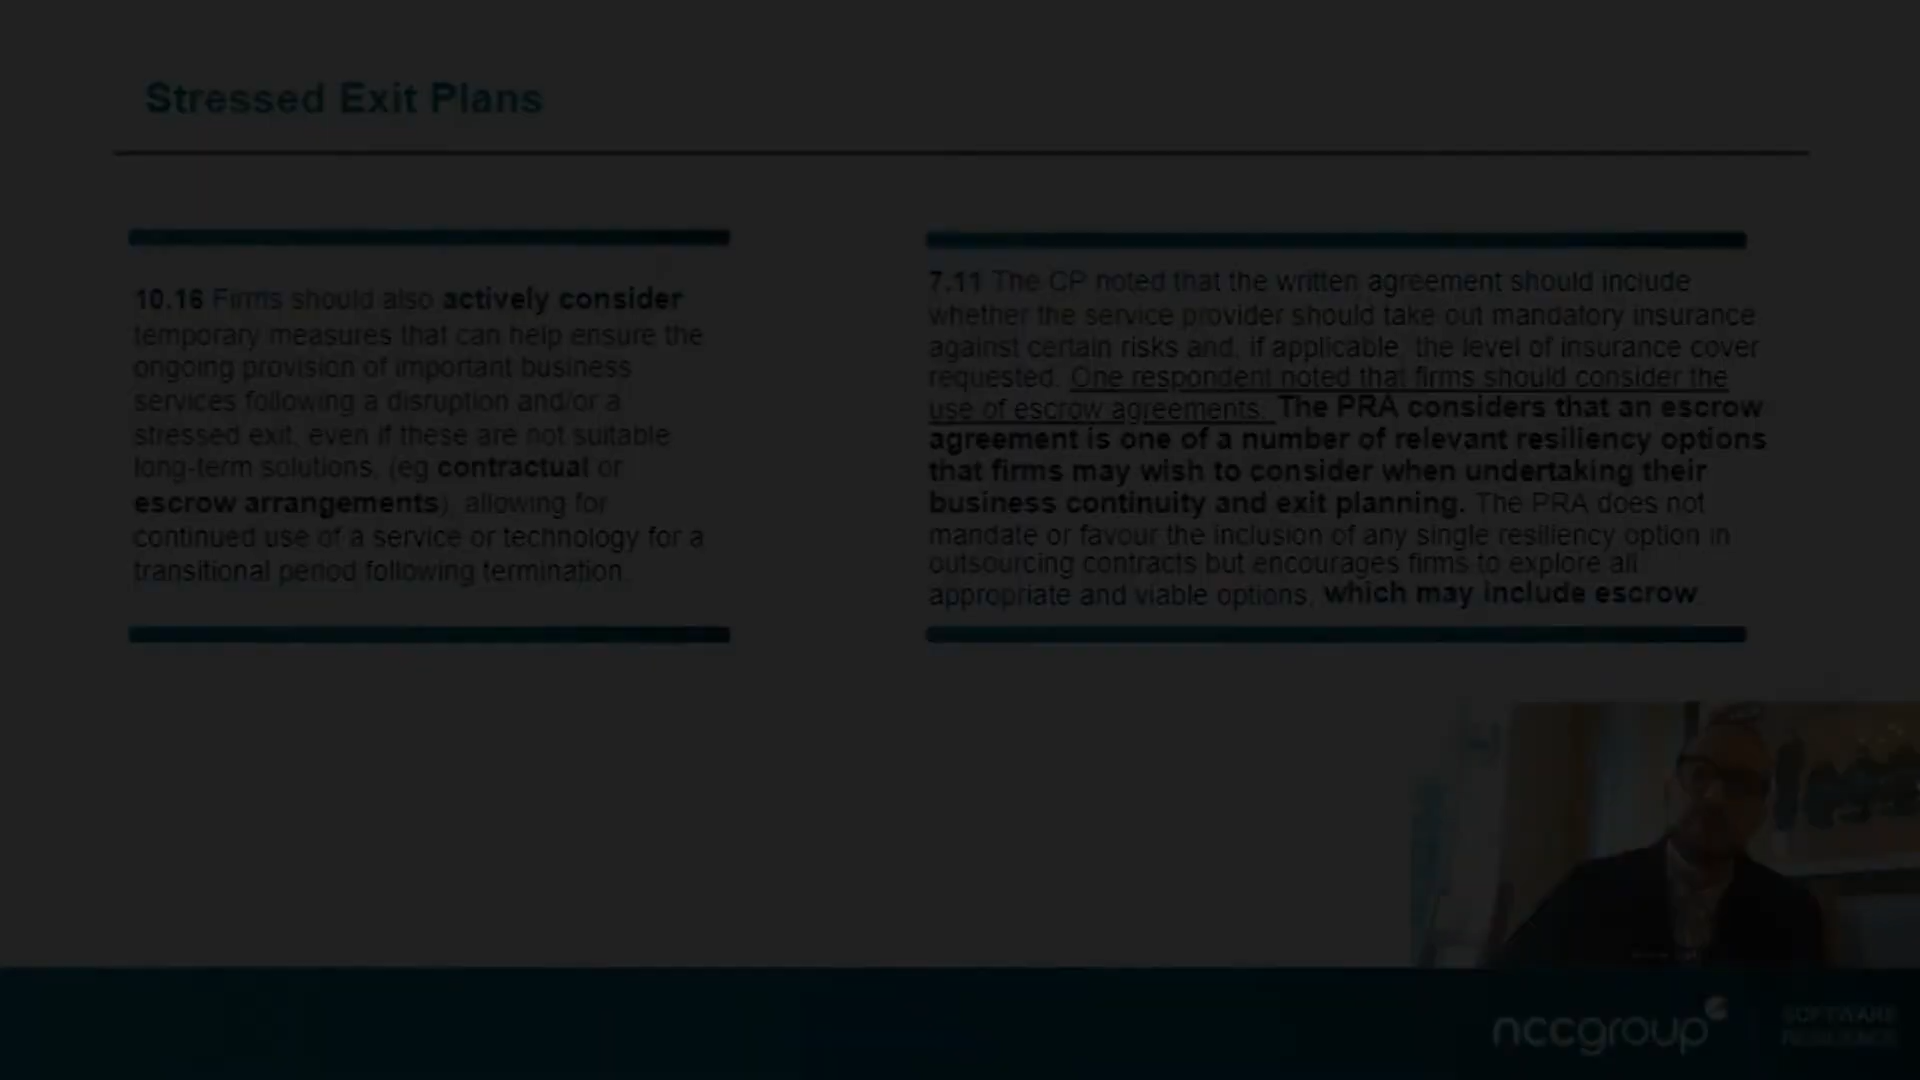 Stressed Exit Plans
10.16 Firms should also actively consider
temporary measures that can help ensure the
ongoing provision of important business
services following a disruption and/or a
stressed exit, even if these are not suitable
long-term solutions, (eg contractual or
escrow arrangements), allowing for
continued use of a service or technology for a
transitional period following termination.
7.11 The CP noted that the written agreement should include
whether the service provider should take out mandatory insurance
against certain risks and, if applicable, the level of insurance cover
requested. One respondent noted that firms should consider the
use of escrow agreements. The PRA considers that an escrow
agreement is one of a number of relevant resiliency options
that firms may wish to consider when undertaking their
business continuity and exit planning. The PRA does not
mandate or favour the inclusion of any single resiliency option in
outsourcing contracts but encourages firms to explore all
appropriate and viable options, which may include escrow
nccgroup
SOFTWARE
RESILIENCE